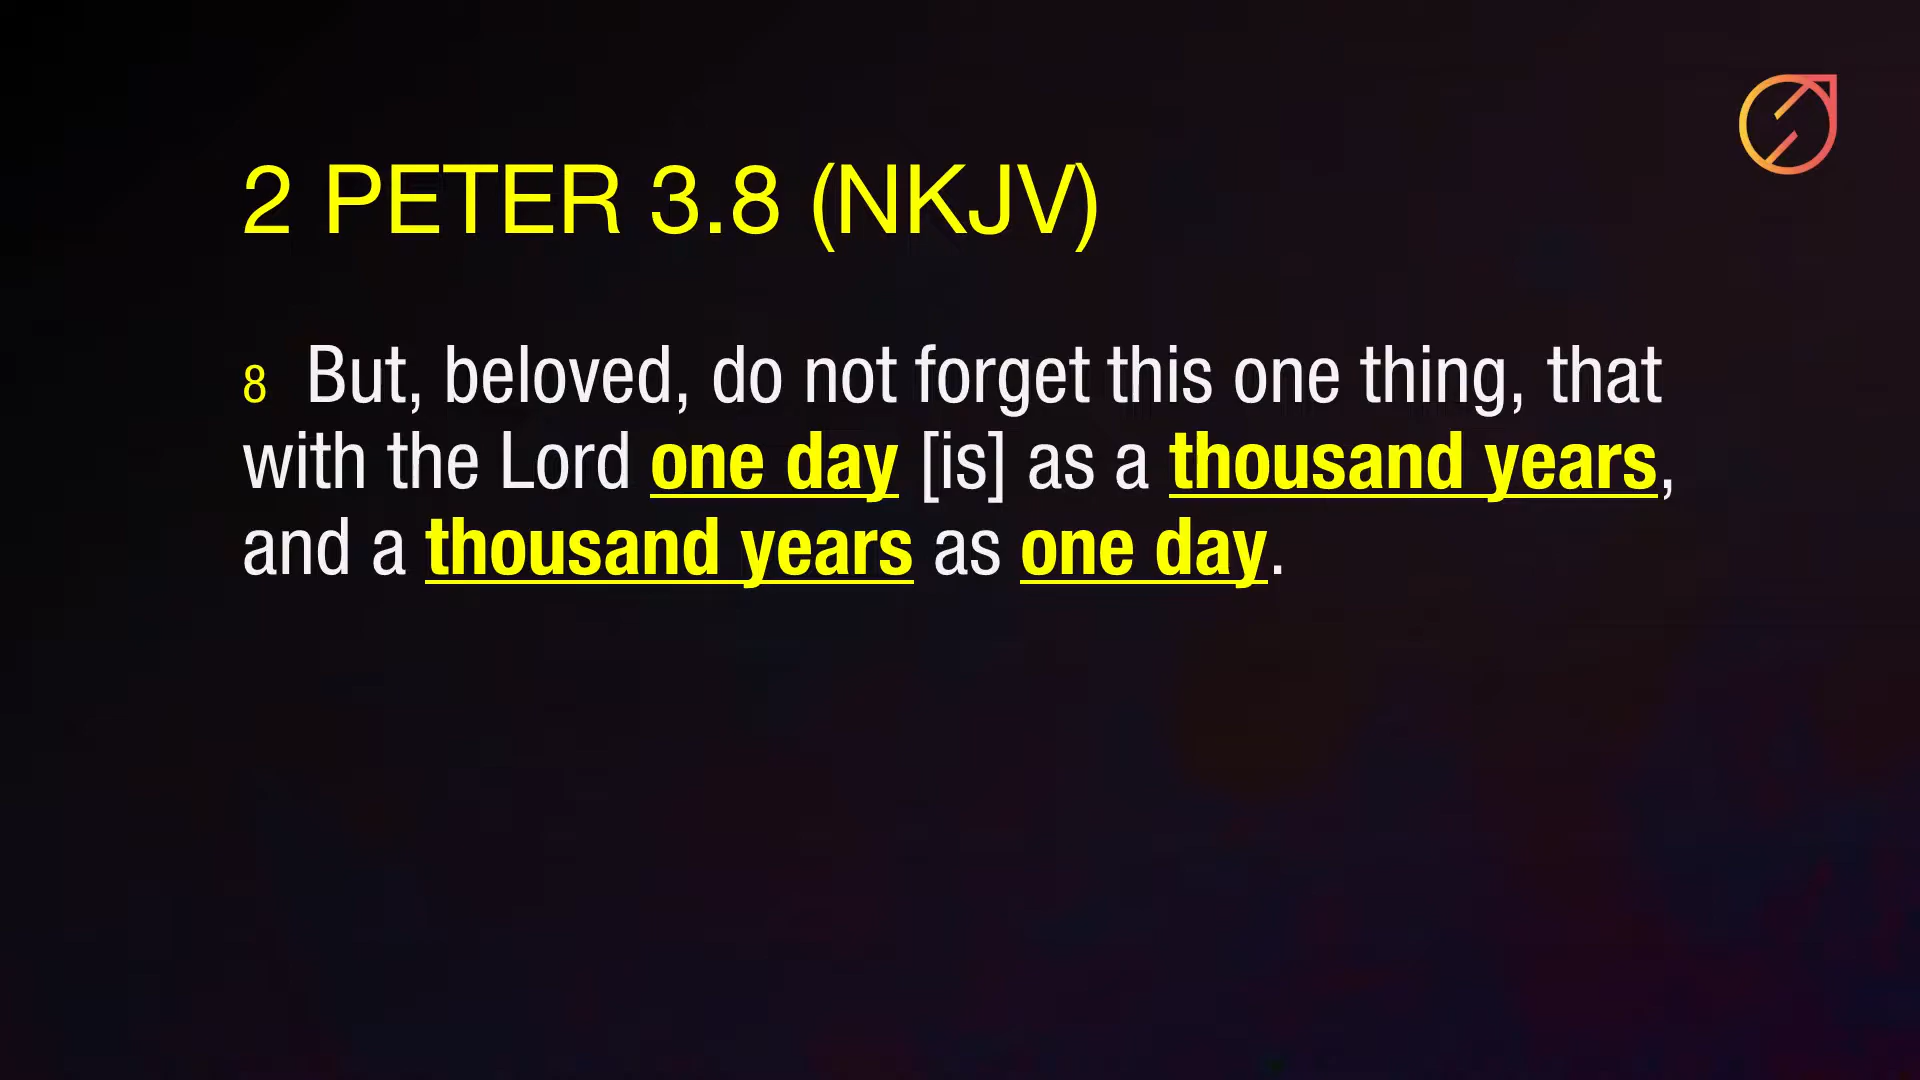 2 PETER 3.8 (NKJV)
8 But, beloved, do not forget this one thing, that
with the Lord one day [is] as a thousand years,
and a thousand years as one day.